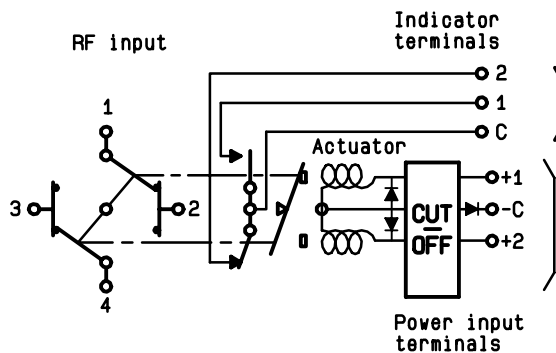 Indicator
terminals
RF input
2
1
C
1
Actuator
+1
3
2
CUT
-C
OFF
+2
4
Power input
terminals